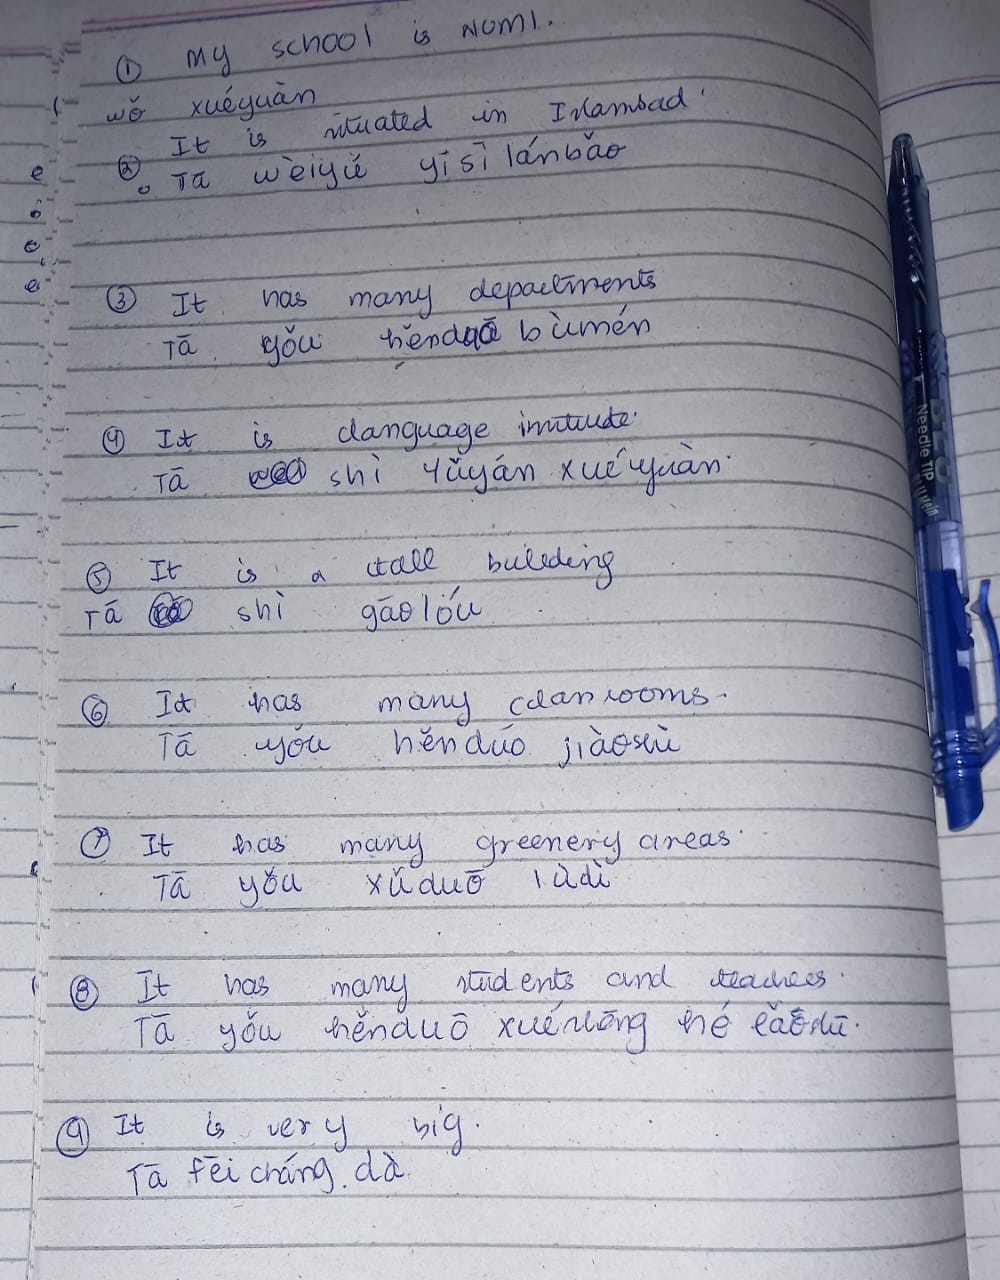 ① My school is NUML.
wǒ xuéyuàn
② It is situated in Islambad.
Tā wèiyú yīsīlánbǎo
③ It has many departments
Tā yǒu hěnduō bùmén
④ It is language institute.
Tā shì yǔyán xuéyuàn.
⑤ It is a tall building
Tā shì gāolóu
⑥ It has many classrooms.
Tā yǒu hěnduo jiàoshì
⑦ It has many greenery areas.
Tā yǒu xǔduō lǜdì
⑧ It has many students and teachers.
Tā yǒu hěnduō xuéshēng hé lǎoshī.
⑨ It is very big.
Tā fēicháng dà.
Needle TIP